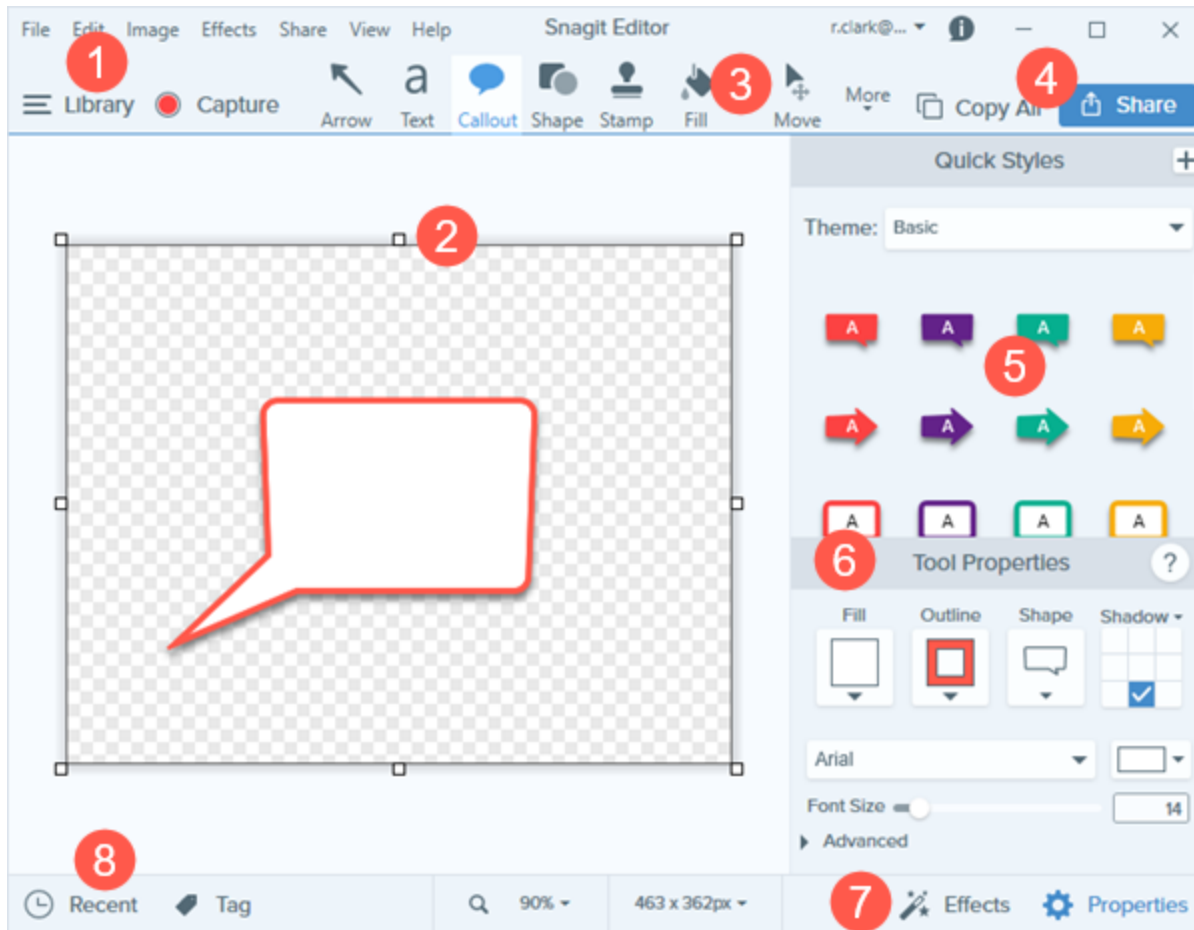 File Edit Image Effects Share View Help Snagit Editor r.clark@...
1 3 4
Library Capture Arrow Text Callout Shape Stamp Fill Move More Copy All Share
Quick Styles
2
Theme: Basic
A A A A
5
A A A A
A A A A
6 Tool Properties ?
Fill Outline Shape Shadow
Arial
Font Size 14
Advanced
8 7
Recent Tag 90% 463 x 362px Effects Properties